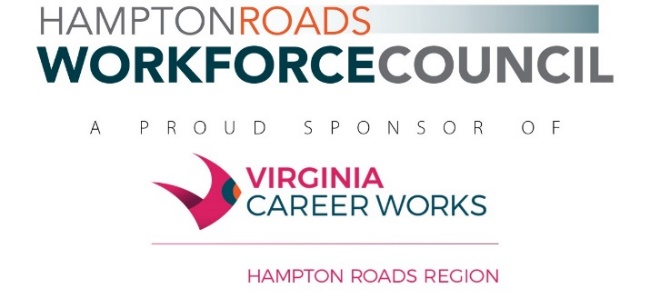 HAMPTONROADS
WORKFORCECOUNCIL
A PROUD SPONSOR OF
VIRGINIA
CAREER WORKS
HAMPTON ROADS REGION